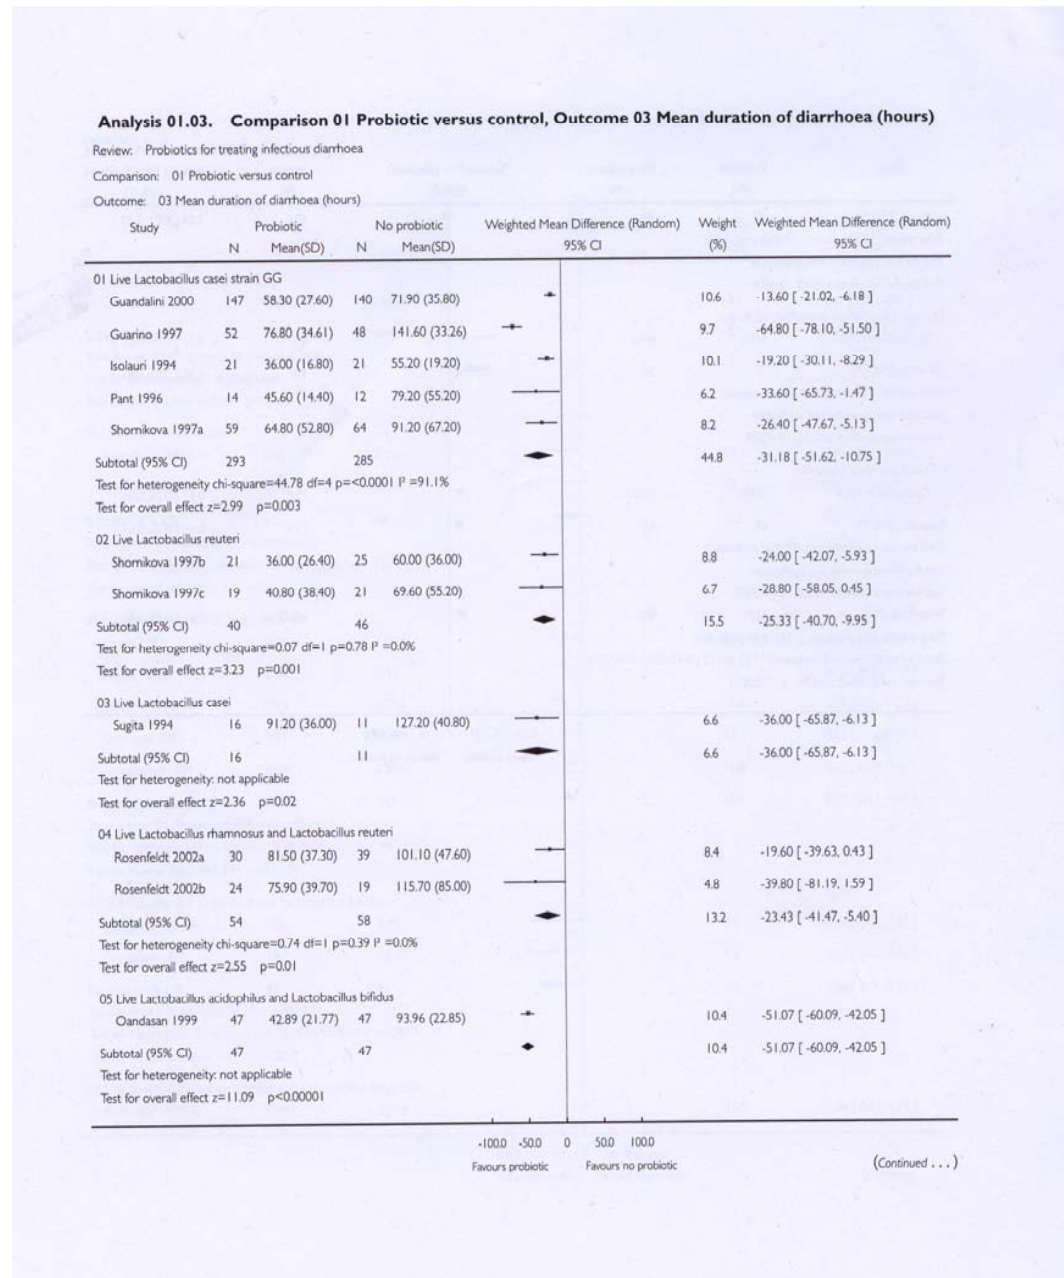 Analysis 01.03. Comparison 01 Probiotic versus control, Outcome 03 Mean duration of diarrhoea (hours)
Review: Probiotics for treating infectious diarrhoea
Comparison: 01 Probiotic versus control
Outcome: 03 Mean duration of diarrhoea (hours)
Study Probiotic No probiotic Weighted Mean Difference (Random) Weight Weighted Mean Difference (Random)
N Mean(SD) N Mean(SD) 95% CI (%) 95% CI
01 Live Lactobacillus casei strain GG
Guandalini 2000 147 58.30 (27.60) 140 71.90 (35.80) 10.6 -13.60 [ -21.02, -6.18 ]
Guarino 1997 52 76.80 (34.61) 48 141.60 (33.26) 9.7 -64.80 [ -78.10, -51.50 ]
Isolauri 1994 21 36.00 (16.80) 21 55.20 (19.20) 10.1 -19.20 [ -30.11, -8.29 ]
Pant 1996 14 45.60 (14.40) 12 79.20 (55.20) 6.2 -33.60 [ -65.73, -1.47 ]
Shornikova 1997a 59 64.80 (52.80) 64 91.20 (67.20) 8.2 -26.40 [ -47.67, -5.13 ]
Subtotal (95% CI) 293 285 44.8 -31.18 [ -51.62, -10.75 ]
Test for heterogeneity chi-square=44.78 df=4 p=<0.0001 I² =91.1%
Test for overall effect z=2.99 p=0.003
02 Live Lactobacillus reuteri
Shornikova 1997b 21 36.00 (26.40) 25 60.00 (36.00) 8.8 -24.00 [ -42.07, -5.93 ]
Shornikova 1997c 19 40.80 (38.40) 21 69.60 (55.20) 6.7 -28.80 [ -58.05, 0.45 ]
Subtotal (95% CI) 40 46 15.5 -25.33 [ -40.70, -9.95 ]
Test for heterogeneity chi-square=0.07 df=1 p=0.78 I² =0.0%
Test for overall effect z=3.23 p=0.001
03 Live Lactobacillus casei
Sugita 1994 16 91.20 (36.00) 11 127.20 (40.80) 6.6 -36.00 [ -65.87, -6.13 ]
Subtotal (95% CI) 16 11 6.6 -36.00 [ -65.87, -6.13 ]
Test for heterogeneity: not applicable
Test for overall effect z=2.36 p=0.02
04 Live Lactobacillus rhamnosus and Lactobacillus reuteri
Rosenfeldt 2002a 30 81.50 (37.30) 39 101.10 (47.60) 8.4 -19.60 [ -39.63, 0.43 ]
Rosenfeldt 2002b 24 75.90 (39.70) 19 115.70 (85.00) 4.8 -39.80 [ -81.19, 1.59 ]
Subtotal (95% CI) 54 58 13.2 -23.43 [ -41.47, -5.40 ]
Test for heterogeneity chi-square=0.74 df=1 p=0.39 I² =0.0%
Test for overall effect z=2.55 p=0.01
05 Live Lactobacillus acidophilus and Lactobacillus bifidus
Oandasan 1999 47 42.89 (21.77) 47 93.96 (22.85) 10.4 -51.07 [ -60.09, -42.05 ]
Subtotal (95% CI) 47 47 10.4 -51.07 [ -60.09, -42.05 ]
Test for heterogeneity: not applicable
Test for overall effect z=11.09 p<0.00001
-100.0 -50.0 0 50.0 100.0
Favours probiotic Favours no probiotic (Continued . . . )